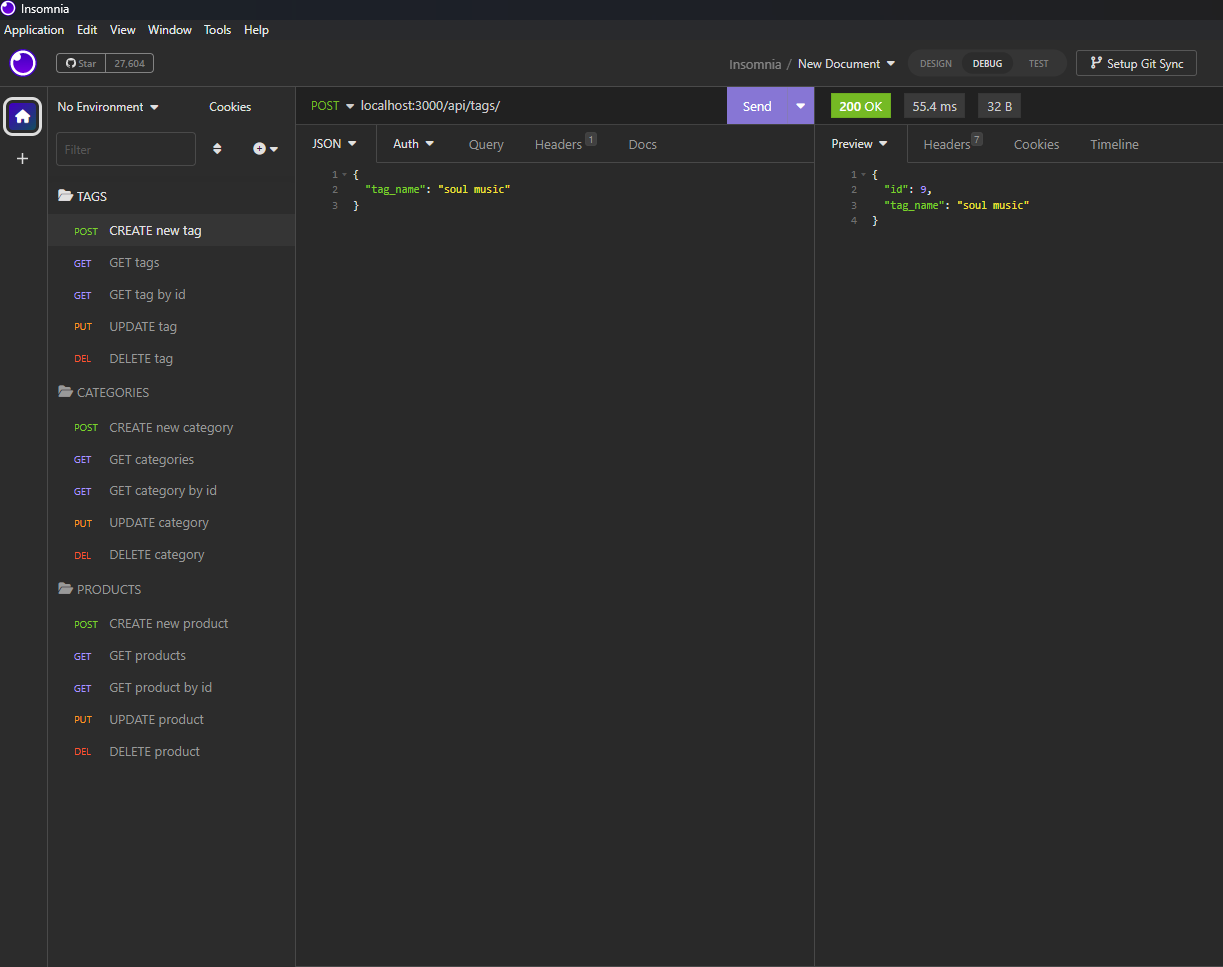 Insomnia
Application Edit View Window Tools Help
Star 27,604 Insomnia / New Document DESIGN DEBUG TEST Setup Git Sync
No Environment Cookies POST localhost:3000/api/tags/ Send 200 OK 55.4 ms 32 B
Filter JSON Auth Query Headers 1 Docs Preview Headers 7 Cookies Timeline
1 {
2 "tag_name": "soul music"
3 }
1 {
2 "id": 9,
3 "tag_name": "soul music"
4 }
TAGS
POST CREATE new tag
GET GET tags
GET GET tag by id
PUT UPDATE tag
DEL DELETE tag
CATEGORIES
POST CREATE new category
GET GET categories
GET GET category by id
PUT UPDATE category
DEL DELETE category
PRODUCTS
POST CREATE new product
GET GET products
GET GET product by id
PUT UPDATE product
DEL DELETE product